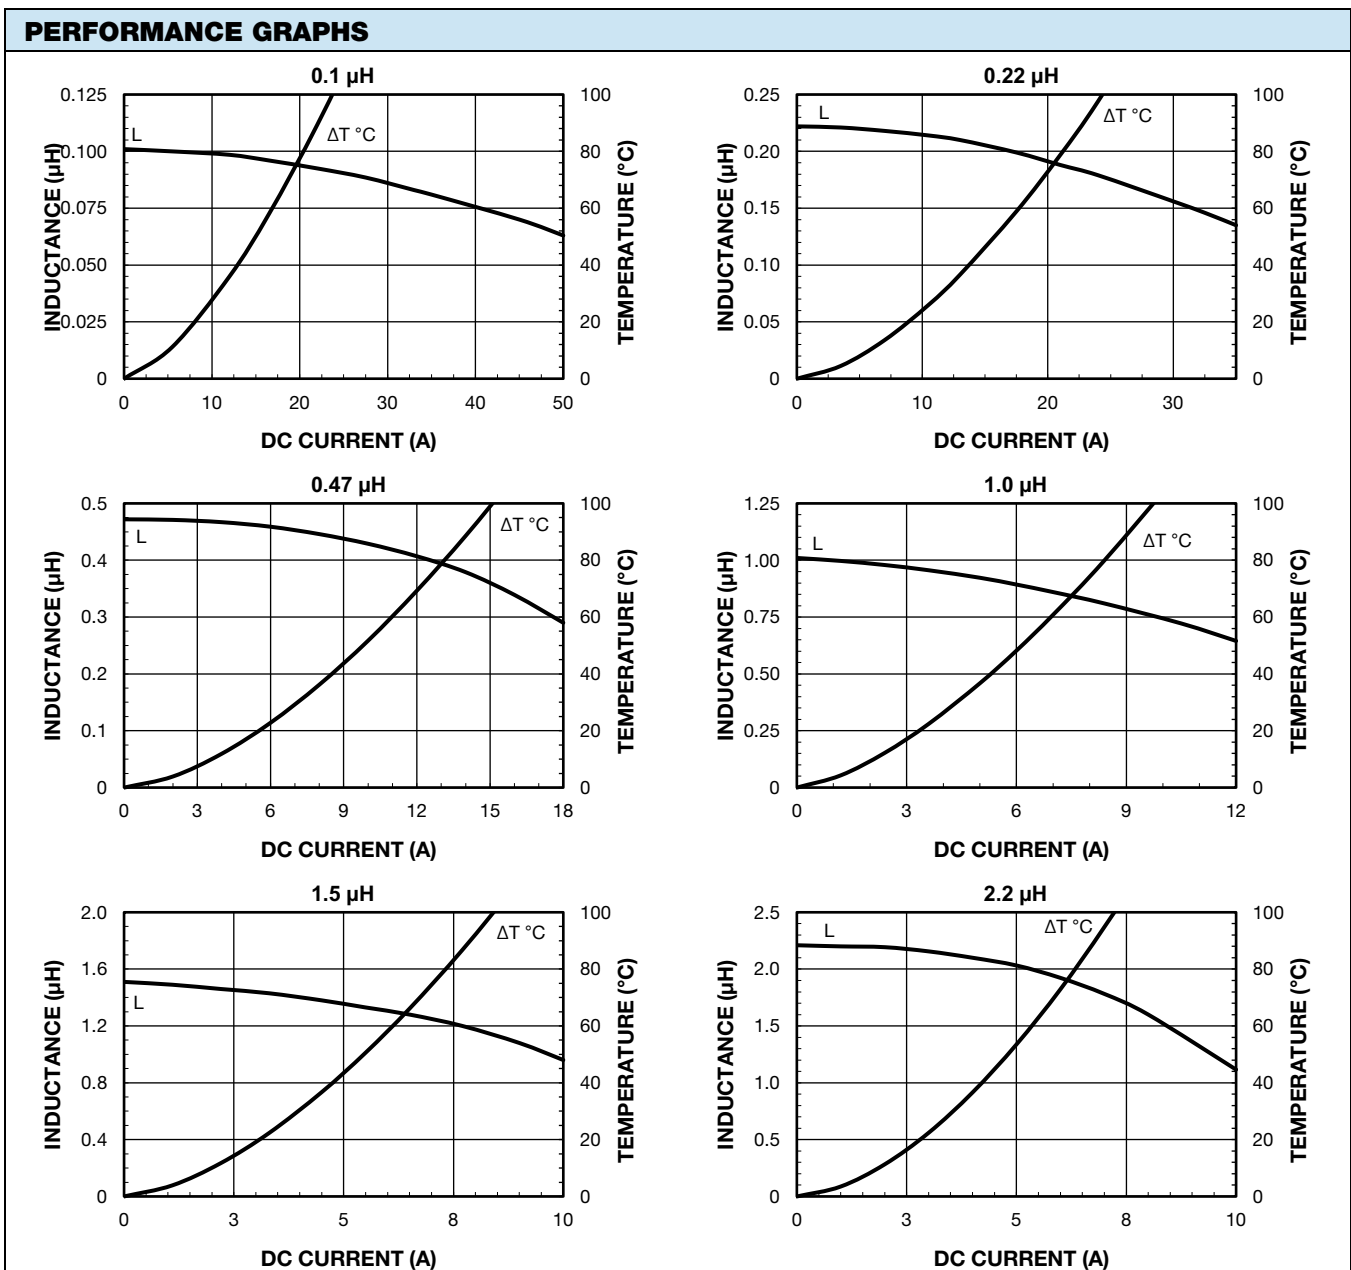 PERFORMANCE GRAPHS
0.1 µH
0.125
0.100
0.075
0.050
0.025
0
100
80
60
40
20
0
0 10 20 30 40 50
L
ΔT °C
INDUCTANCE (µH)
TEMPERATURE (°C)
DC CURRENT (A)
0.22 µH
0.25
0.20
0.15
0.10
0.05
0
100
80
60
40
20
0
0 10 20 30
L
ΔT °C
INDUCTANCE (µH)
TEMPERATURE (°C)
DC CURRENT (A)
0.47 µH
0.5
0.4
0.3
0.2
0.1
0
100
80
60
40
20
0
0 3 6 9 12 15 18
L
ΔT °C
INDUCTANCE (µH)
TEMPERATURE (°C)
DC CURRENT (A)
1.0 µH
1.25
1.00
0.75
0.50
0.25
0
100
80
60
40
20
0
0 3 6 9 12
L
ΔT °C
INDUCTANCE (µH)
TEMPERATURE (°C)
DC CURRENT (A)
1.5 µH
2.0
1.6
1.2
0.8
0.4
0
100
80
60
40
20
0
0 3 5 8 10
L
ΔT °C
INDUCTANCE (µH)
TEMPERATURE (°C)
DC CURRENT (A)
2.2 µH
2.5
2.0
1.5
1.0
0.5
0
100
80
60
40
20
0
0 3 5 8 10
L
ΔT °C
INDUCTANCE (µH)
TEMPERATURE (°C)
DC CURRENT (A)